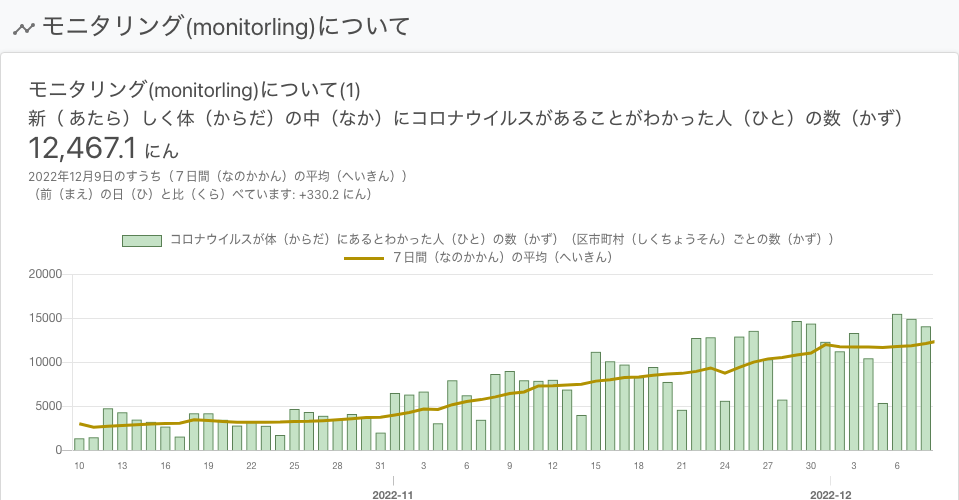 モニタリング(monitorling)について
モニタリング(monitorling)について(1)
新（ あたら）しく体（からだ）の中（なか）にコロナウイルスがあることがわかった人（ひと）の数（かず）
12,467.1 にん
2022年12月9日のすうち（７日間（なのかかん）の平均（へいきん））
（前（まえ）の日（ひ）と比（くら）べています: +330.2 にん）
コロナウイルスが体（からだ）にあるとわかった人（ひと）の数（かず）（区市町村（しくちょうそん）ごとの数（かず））
７日間（なのかかん）の平均（へいきん）
20000
15000
10000
5000
0
10 13 16 19 22 25 28 31 3 6 9 12 15 18 21 24 27 30 3 6
2022-11 2022-12